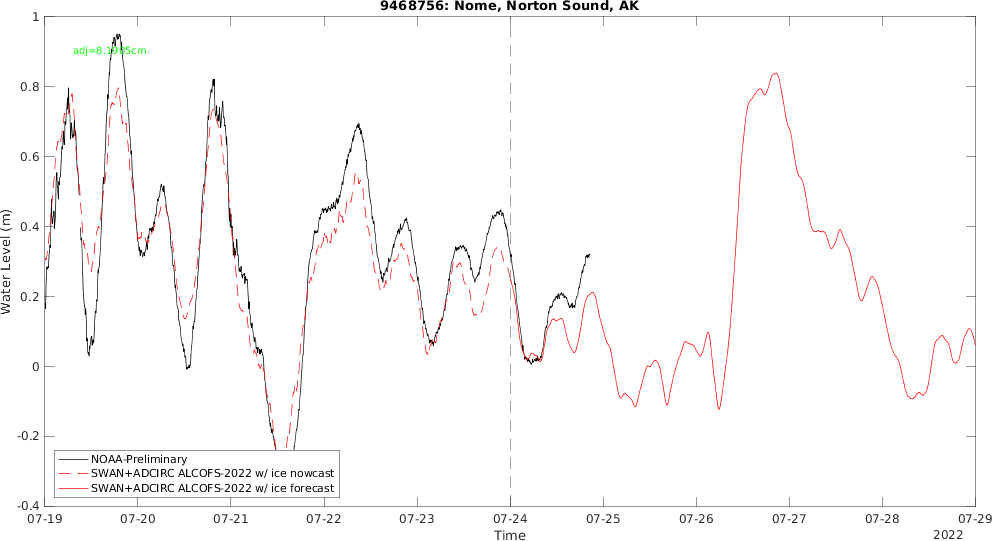 9468756: Nome, Norton Sound, AK
adj=8.1905cm
Water Level (m)
1
0.8
0.6
0.4
0.2
0
-0.2
-0.4
NOAA-Preliminary
SWAN+ADCIRC ALCOFS-2022 w/ ice nowcast
SWAN+ADCIRC ALCOFS-2022 w/ ice forecast
07-19 07-20 07-21 07-22 07-23 07-24 07-25 07-26 07-27 07-28 07-29
Time
2022